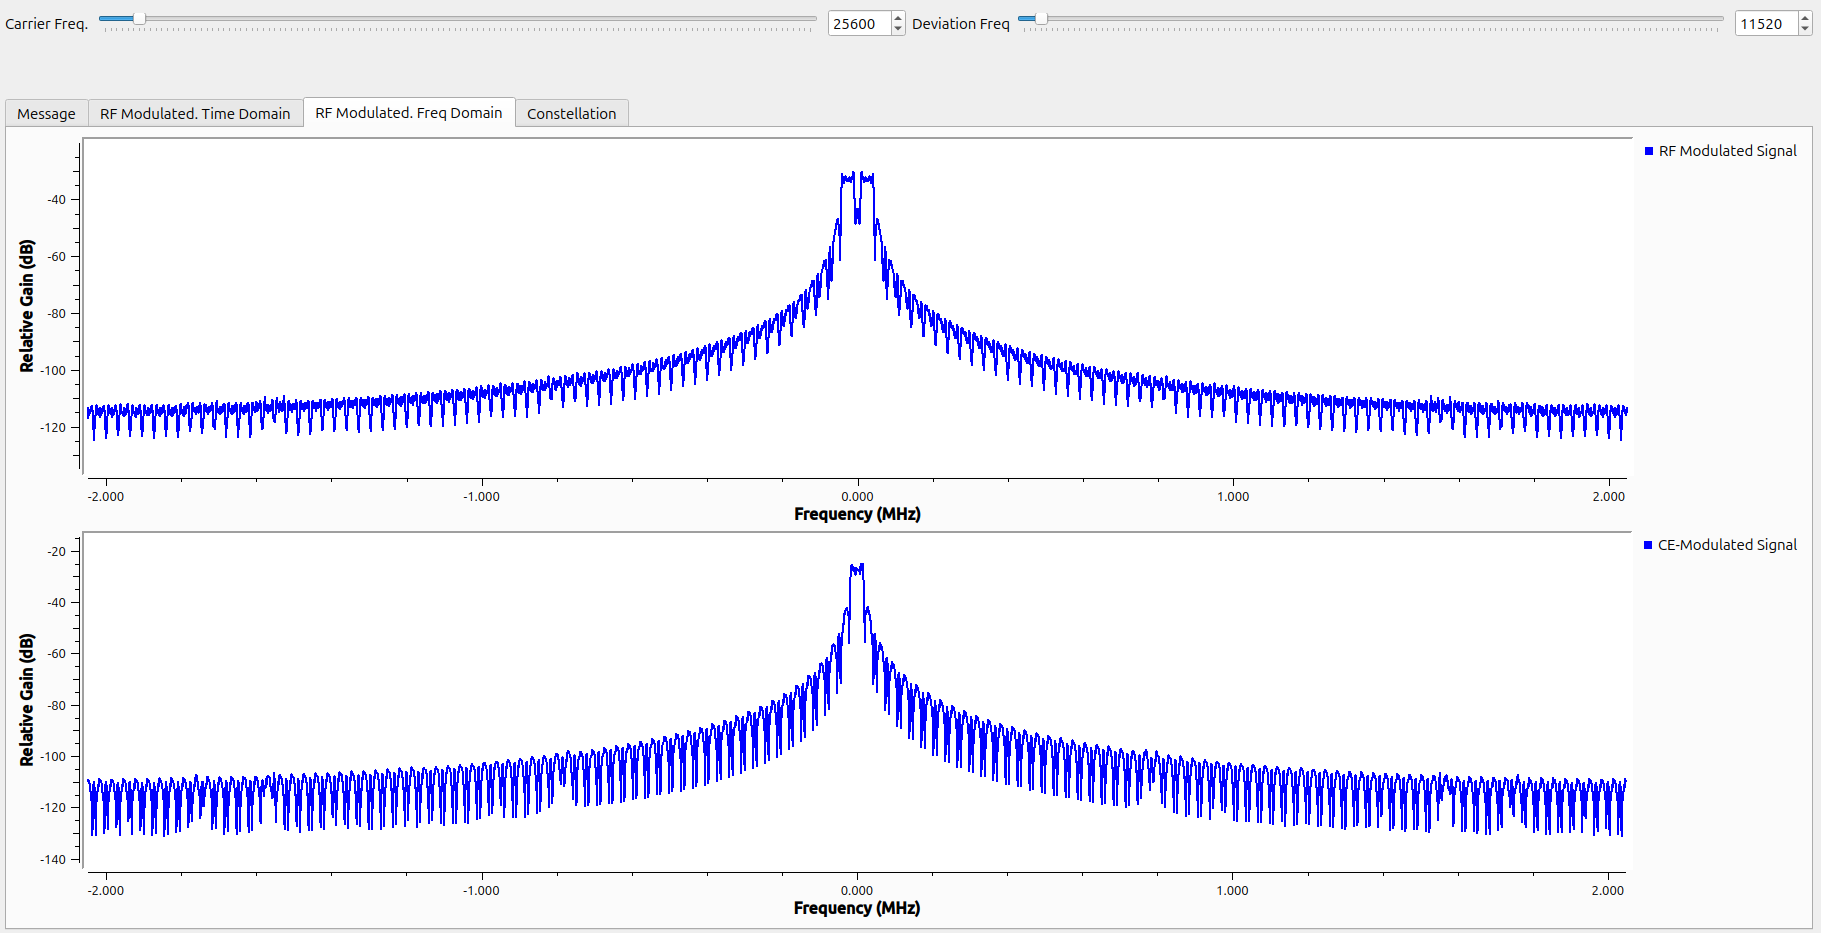 Carrier Freq. 25600 Deviation Freq 11520
Message RF Modulated. Time Domain RF Modulated. Freq Domain Constellation
RF Modulated Signal
Relative Gain (dB)
-40
-60
-80
-100
-120
-2.000 -1.000 0.000 1.000 2.000
Frequency (MHz)
CE-Modulated Signal
Relative Gain (dB)
-20
-40
-60
-80
-100
-120
-140
-2.000 -1.000 0.000 1.000 2.000
Frequency (MHz)